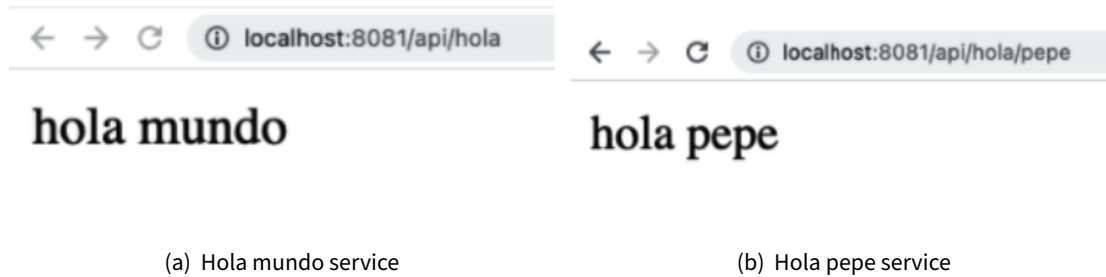 localhost:8081/api/hola
hola mundo
(a) Hola mundo service
localhost:8081/api/hola/pepe
hola pepe
(b) Hola pepe service